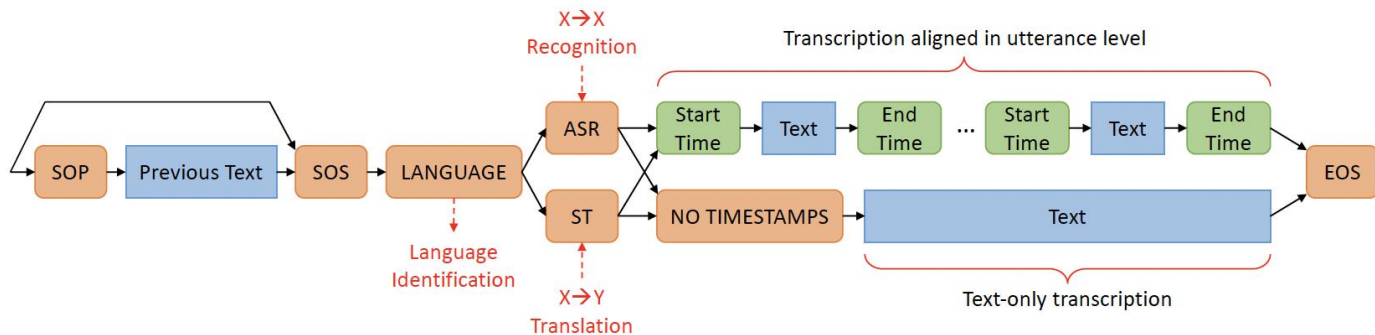 X→X
Recognition
Transcription aligned in utterance level
ASR
Start
Time
Text
End
Time
...
Start
Time
Text
End
Time
SOP
Previous Text
SOS
LANGUAGE
EOS
ST
NO TIMESTAMPS
Text
Language
Identification
X→Y
Translation
Text-only transcription